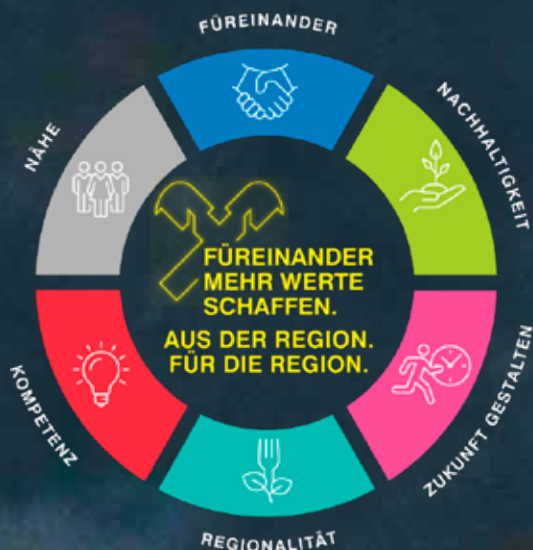 FÜREINANDER
NACHHALTIGKEIT
ZUKUNFT GESTALTEN
REGIONALITÄT
KOMPETENZ
NÄHE
FÜREINANDER
MEHR WERTE
SCHAFFEN.
AUS DER REGION.
FÜR DIE REGION.